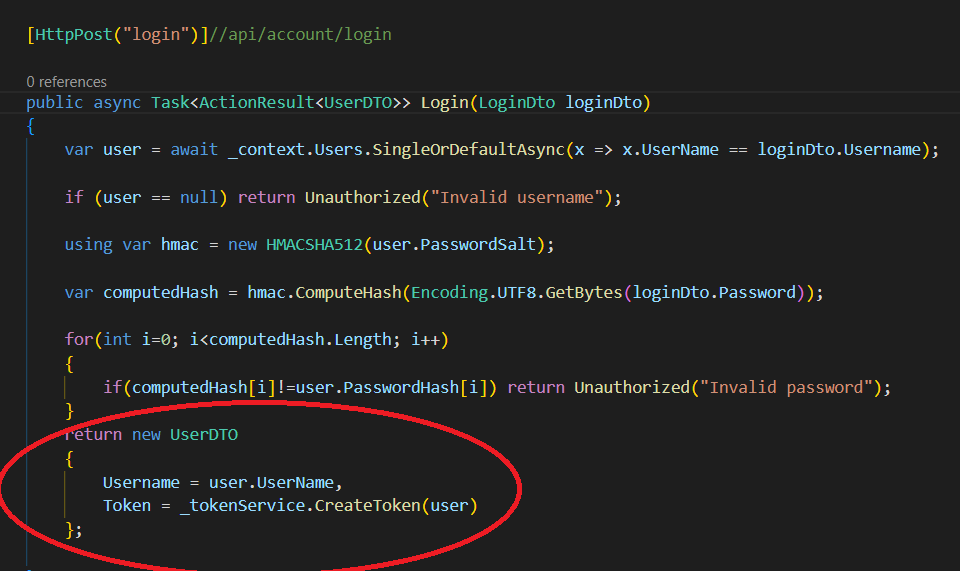 [HttpPost("login")]//api/account/login
0 references
public async Task<ActionResult<UserDTO>> Login(LoginDto loginDto)
{
var user = await _context.Users.SingleOrDefaultAsync(x => x.UserName == loginDto.Username);
if (user == null) return Unauthorized("Invalid username");
using var hmac = new HMACSHA512(user.PasswordSalt);
var computedHash = hmac.ComputeHash(Encoding.UTF8.GetBytes(loginDto.Password));
for(int i=0; i<computedHash.Length; i++)
{
if(computedHash[i]!=user.PasswordHash[i]) return Unauthorized("Invalid password");
}
return new UserDTO
{
Username = user.UserName,
Token = _tokenService.CreateToken(user)
};